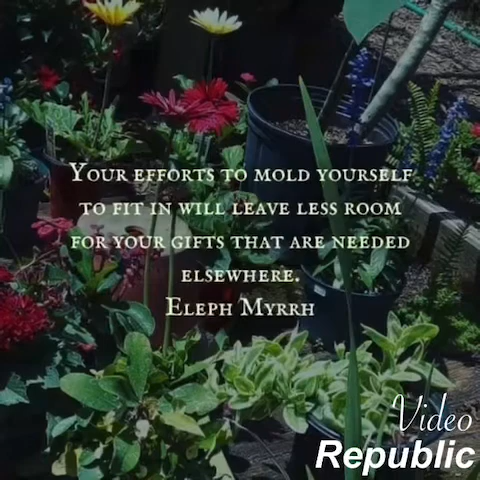 Your efforts to mold yourself
to fit in will leave less room
for your gifts that are needed
elsewhere.
Eleph Myrrh
Video
Republic